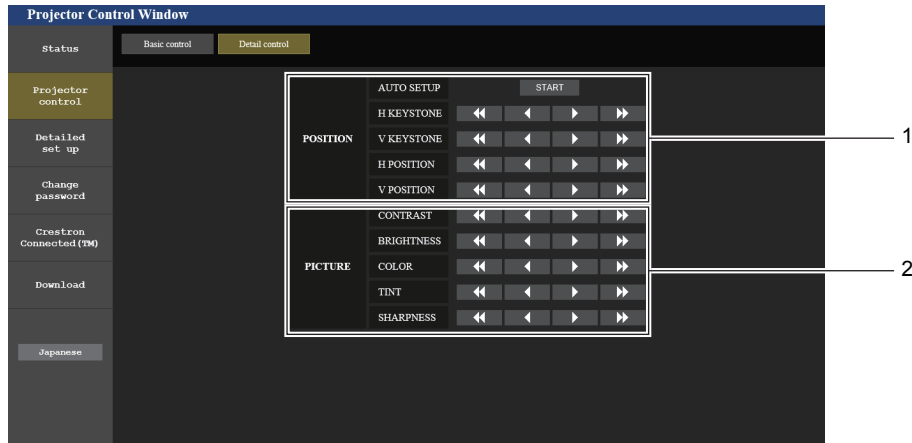 Projector Control Window
Status
Basic control
Detail control
Projector
control
Detailed
set up
Change
password
Crestron
Connected(TM)
Download
Japanese
POSITION
AUTO SETUP
START
H KEYSTONE
V KEYSTONE
H POSITION
V POSITION
1
PICTURE
CONTRAST
BRIGHTNESS
COLOR
TINT
SHARPNESS
2